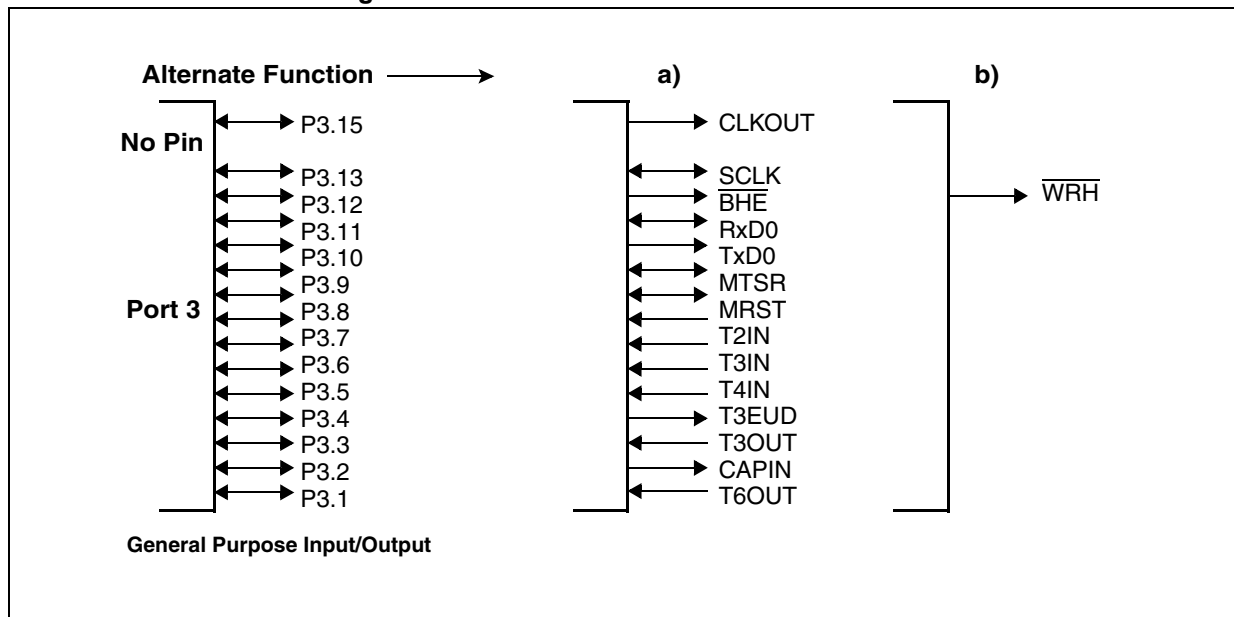 Alternate Function a) b)
No Pin
P3.15 CLKOUT
P3.13 SCLK
P3.12 BHE WRH
P3.11 RxD0
P3.10 TxD0
P3.9 MTSR
Port 3
P3.8 MRST
P3.7 T2IN
P3.6 T3IN
P3.5 T4IN
P3.4 T3EUD
P3.3 T3OUT
P3.2 CAPIN
P3.1 T6OUT
General Purpose Input/Output